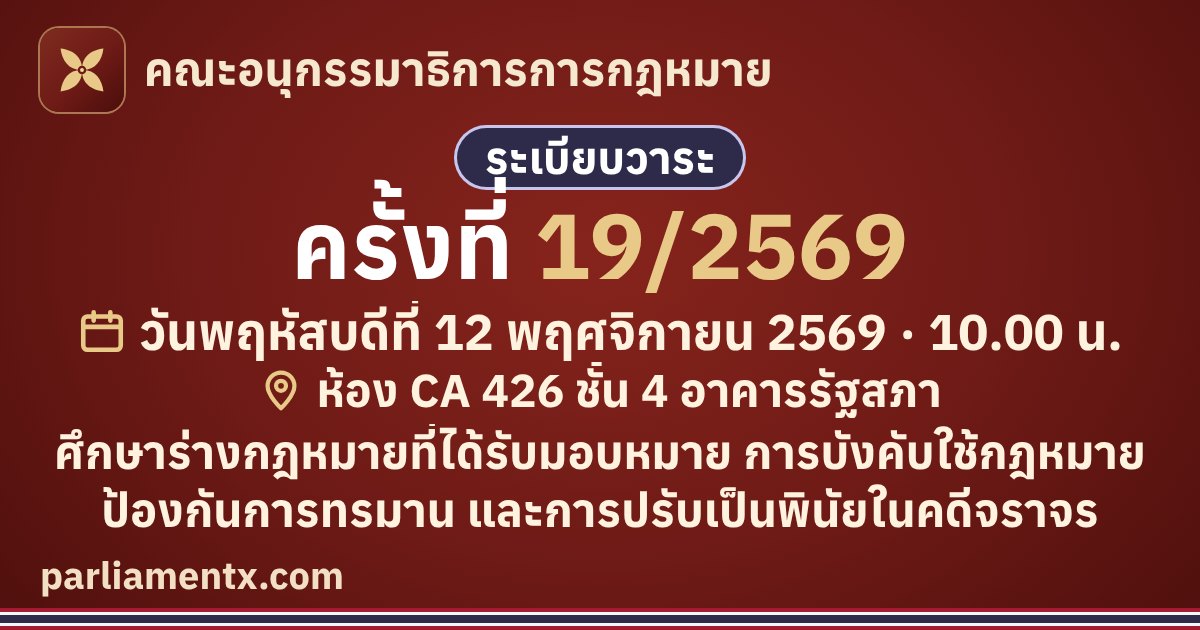 คณะอนุกรรมาธิการการกฎหมาย
ระเบียบวาระ
ครั้งที่ 19/2569
วันพฤหัสบดีที่ 12 พฤศจิกายน 2569 · 10.00 น.
ห้อง CA 426 ชั้น 4 อาคารรัฐสภา
ศึกษาร่างกฎหมายที่ได้รับมอบหมาย การบังคับใช้กฎหมาย
ป้องกันการทรมาน และการปรับเป็นพินัยในคดีจราจร
parliamentx.com